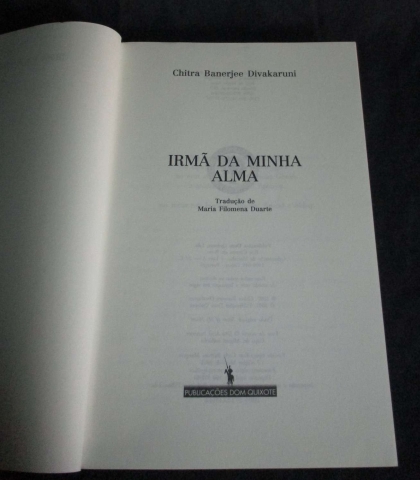 Chitra Banerjee Divakaruni
IRMÃ DA MINHA
ALMA
Tradução de
Maria Filomena Duarte
PUBLICAÇÕES DOM QUIXOTE